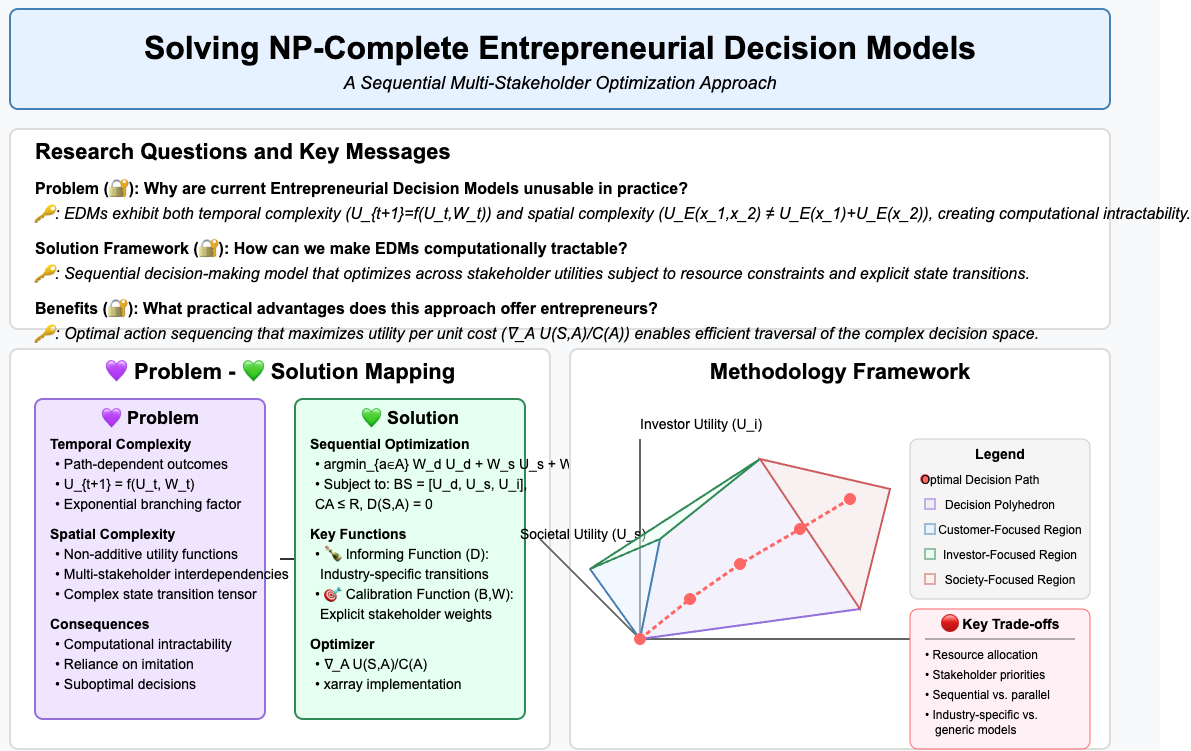 Solving NP-Complete Entrepreneurial Decision Models
A Sequential Multi-Stakeholder Optimization Approach
Research Questions and Key Messages
Problem (🔐): Why are current Entrepreneurial Decision Models unusable in practice?
🔑: EDMs exhibit both temporal complexity (U_{t+1}=f(U_t,W_t)) and spatial complexity (U_E(x_1,x_2) ≠ U_E(x_1)+U_E(x_2)), creating computational intractability.
Solution Framework (🔐): How can we make EDMs computationally tractable?
🔑: Sequential decision-making model that optimizes across stakeholder utilities subject to resource constraints and explicit state transitions.
Benefits (🔐): What practical advantages does this approach offer entrepreneurs?
🔑: Optimal action sequencing that maximizes utility per unit cost (∇_A U(S,A)/C(A)) enables efficient traversal of the complex decision space.
💜 Problem - 💚 Solution Mapping
💜 Problem
Temporal Complexity
• Path-dependent outcomes
• U_{t+1} = f(U_t, W_t)
• Exponential branching factor
Spatial Complexity
• Non-additive utility functions
• Multi-stakeholder interdependencies
• Complex state transition tensor
Consequences
• Computational intractability
• Reliance on imitation
• Suboptimal decisions
💚 Solution
Sequential Optimization
• argmin_{a∈A} W_d U_d + W_s U_s + W
• Subject to: BS = [U_d, U_s, U_i],
CA ≤ R, D(S,A) = 0
Key Functions
• 🍾 Informing Function (D):
Industry-specific transitions
• 🎯 Calibration Function (B,W):
Explicit stakeholder weights
Optimizer
• ∇_A U(S,A)/C(A)
• xarray implementation
Methodology Framework
Investor Utility (U_i)
Societal Utility (U_s)
Legend
Optimal Decision Path
Decision Polyhedron
Customer-Focused Region
Investor-Focused Region
Society-Focused Region
🔴 Key Trade-offs
• Resource allocation
• Stakeholder priorities
• Sequential vs. parallel
• Industry-specific vs.
generic models